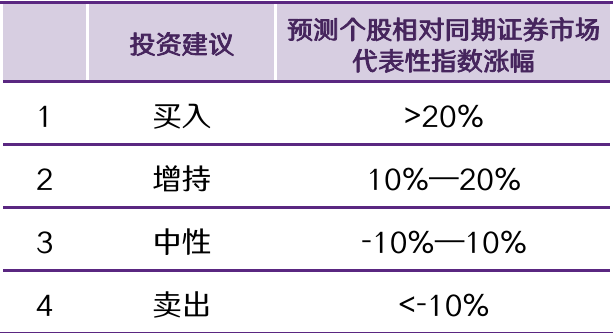 投资建议 预测个股相对同期证券市场
代表性指数涨幅
1 买入 >20%
2 增持 10%—20%
3 中性 -10%—10%
4 卖出 <-10%